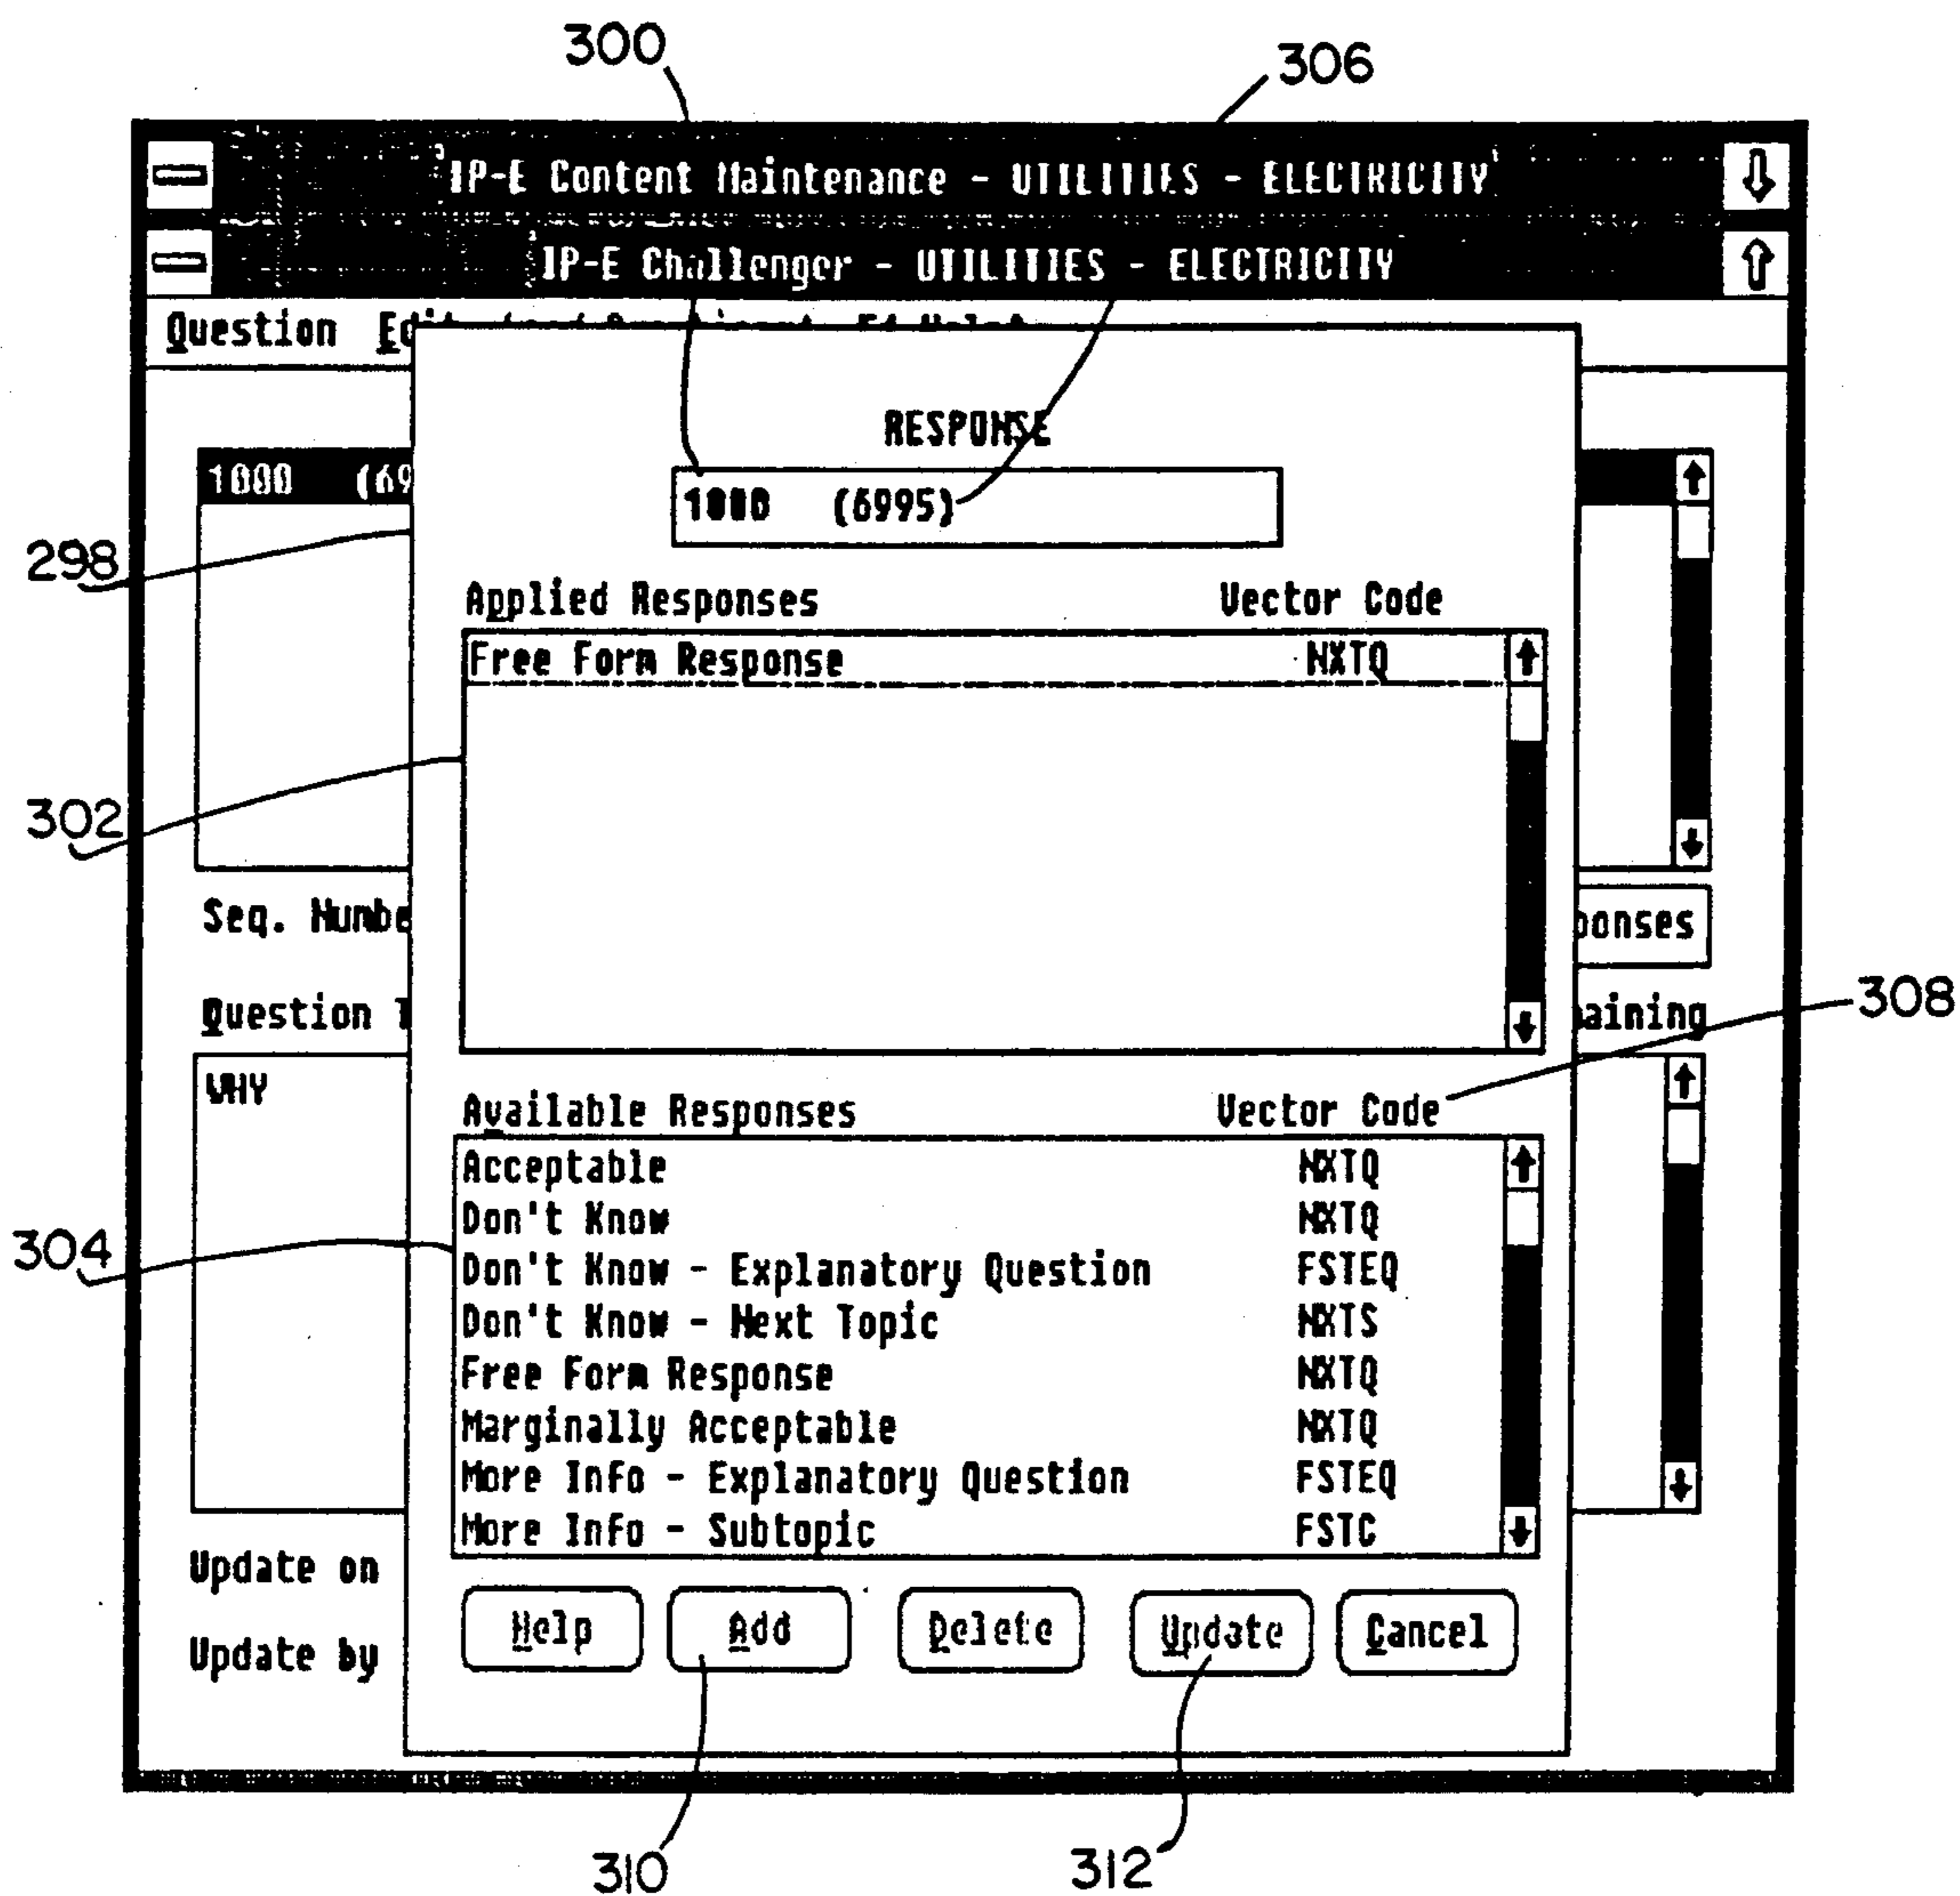 300
306
IP-E Content Maintenance - UTILITIES - ELECTRICITY
IP-E Challenger - UTILITIES - ELECTRICITY
Question Ed
RESPONSE
1000 (69
1000 (6995)
298
Applied Responses Vector Code
Free Form Response NXTQ
302
Seq. Numbe
ponses
308
Question
aining
WHY
Available Responses Vector Code
Acceptable NXTQ
Don't Know NXTQ
304
Don't Know - Explanatory Question FSTEQ
Don't Know - Next Topic NXTS
Free Form Response NXTQ
Marginally Acceptable NXTQ
More Info - Explanatory Question FSTEQ
More Info - Subtopic FSTC
Update on
Help Add Delete Update Cancel
Update by
310
312